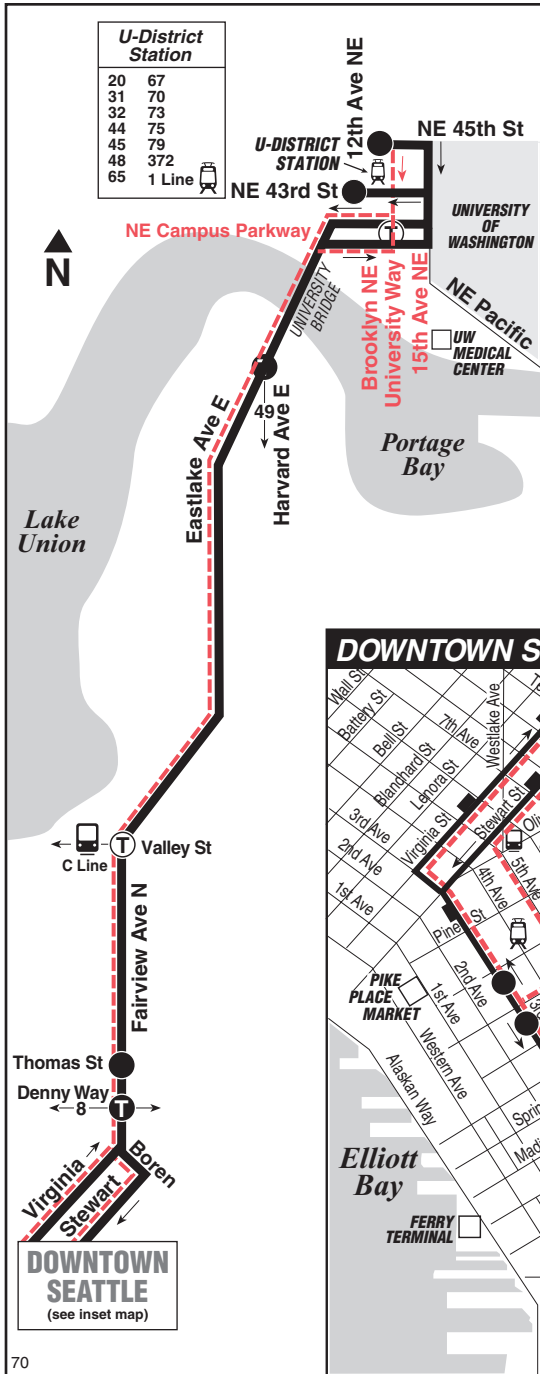 U-District
Station
20 67
31 70
32 73
44 75
45 79
48 372
65 1 Line
12th Ave NE
NE 45th St
U-DISTRICT
STATION
NE 43rd St
UNIVERSITY
OF
WASHINGTON
NE Campus Parkway
T
N
UNIVERSITY
BRIDGE
Brooklyn NE
University Way
15th Ave NE
NE Pacific
UW
MEDICAL
CENTER
49
Eastlake Ave E
Harvard Ave E
Portage
Bay
Lake
Union
T
Valley St
C Line
Fairview Ave N
Thomas St
Denny Way
8
T
Virginia
Boren
Stewart
DOWNTOWN
SEATTLE
(see inset map)
70
DOWNTOWN S
Wall St
Battery St
Bell St
Blanchard St
Lenora St
7th Ave
Westlake Ave
3rd Ave
2nd Ave
1st Ave
Virginia St
Stewart St
Oli
5th Ave
4th Ave
Pine St
2nd Ave
1st Ave
3rd
PIKE
PLACE
MARKET
Western Ave
Alaskan Way
Sprin
Madi
Elliott
Bay
FERRY
TERMINAL